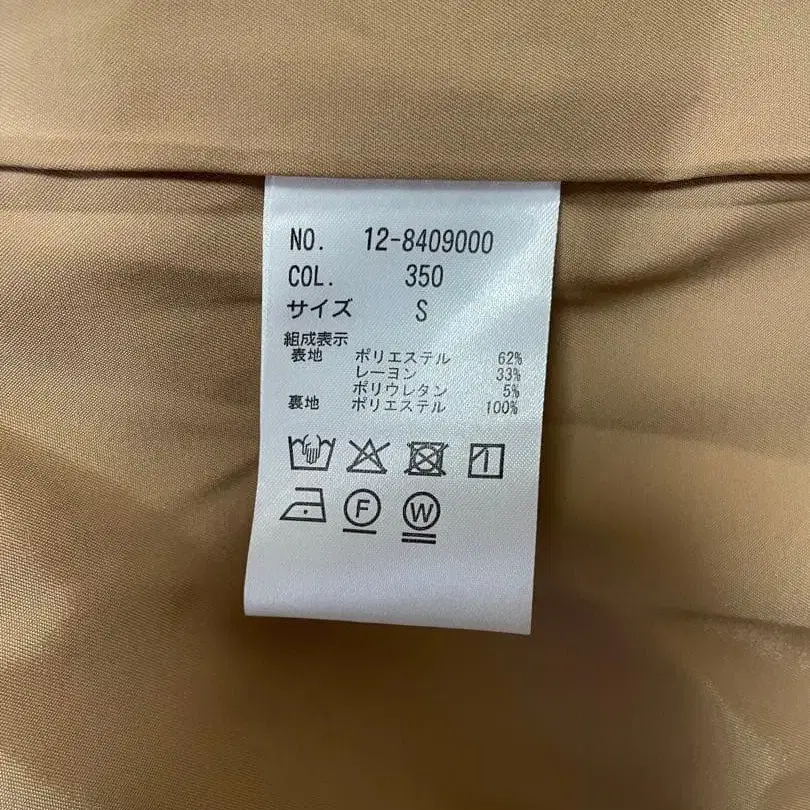 NO. 12-8409000
COL. 350
サイズ S
組成表示
表地 ポリエステル 62%
レーヨン 33%
ポリウレタン 5%
裏地 ポリエステル 100%
F W